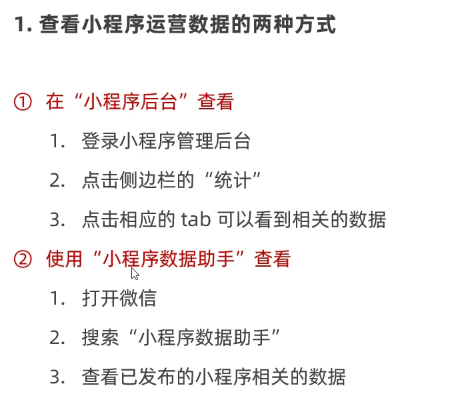 1. 查看小程序运营数据的两种方式
① 在“小程序后台”查看
1. 登录小程序管理后台
2. 点击侧边栏的“统计”
3. 点击相应的 tab 可以看到相关的数据
② 使用“小程序数据助手”查看
1. 打开微信
2. 搜索“小程序数据助手”
3. 查看已发布的小程序相关的数据